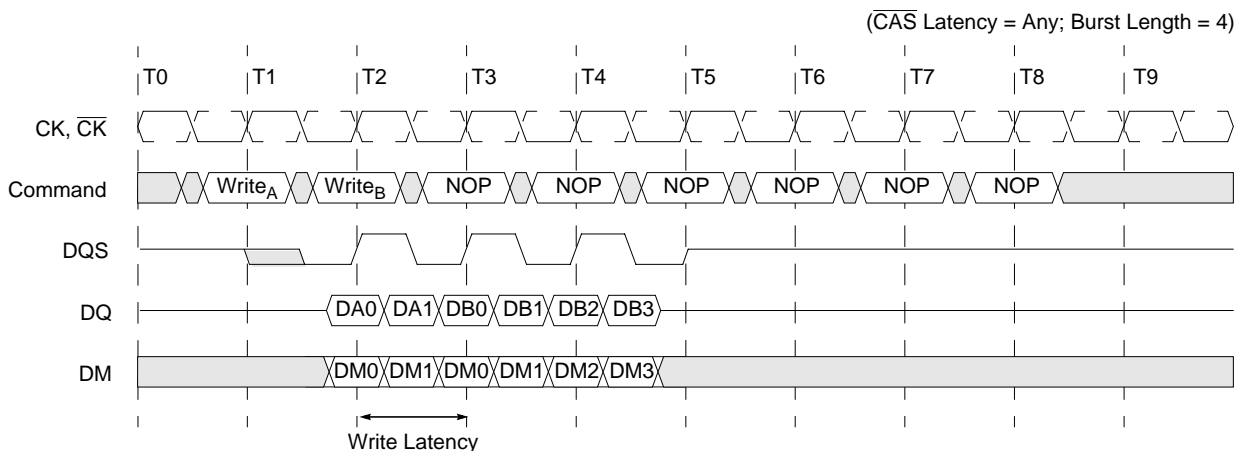 (CAS Latency = Any; Burst Length = 4)
T0 T1 T2 T3 T4 T5 T6 T7 T8 T9
CK, CK
Command WriteA WriteB NOP NOP NOP NOP NOP NOP
DQS
DQ DA0 DA1 DB0 DB1 DB2 DB3
DM DM0 DM1 DM0 DM1 DM2 DM3
Write Latency